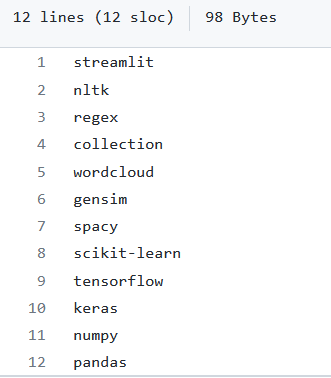 12 lines (12 sloc) 98 Bytes
1 streamlit
2 nltk
3 regex
4 collection
5 wordcloud
6 gensim
7 spacy
8 scikit-learn
9 tensorflow
10 keras
11 numpy
12 pandas